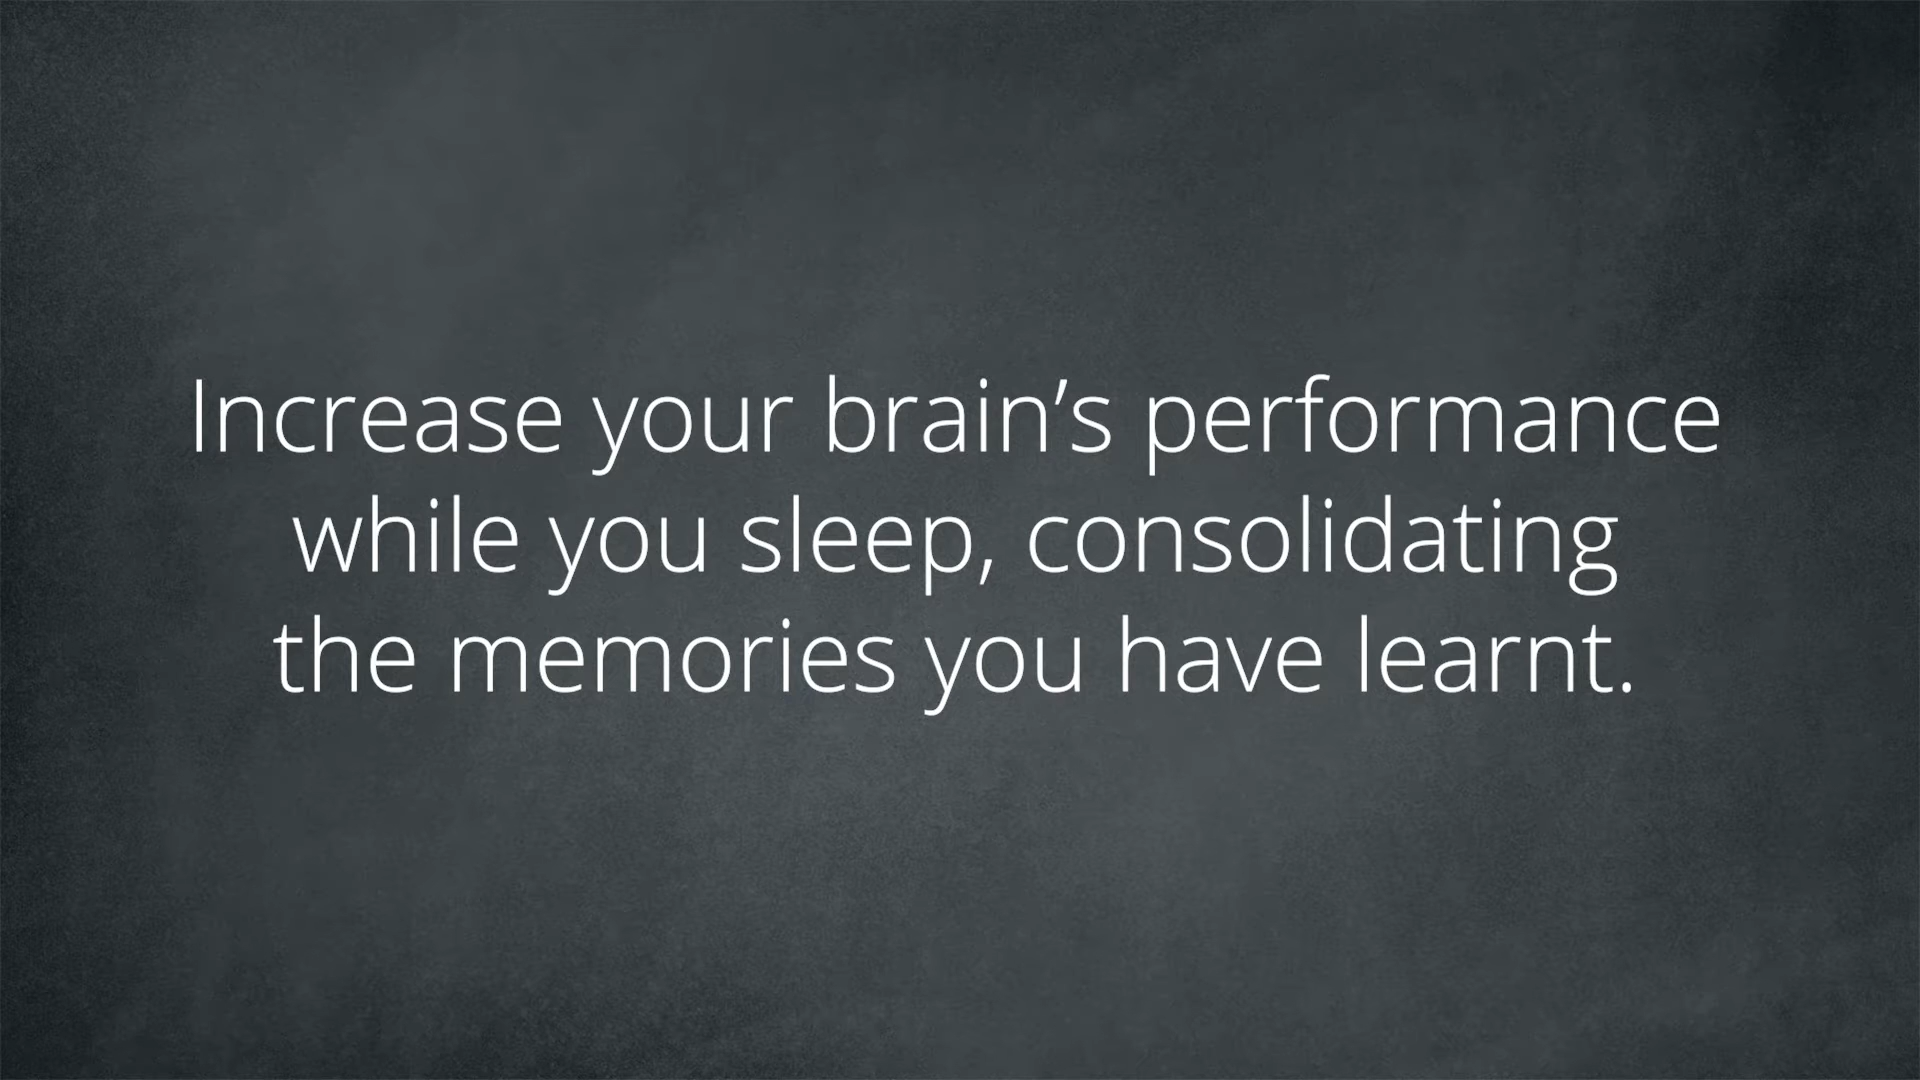 Increase your brain’s performance
while you sleep, consolidating
the memories you have learnt.